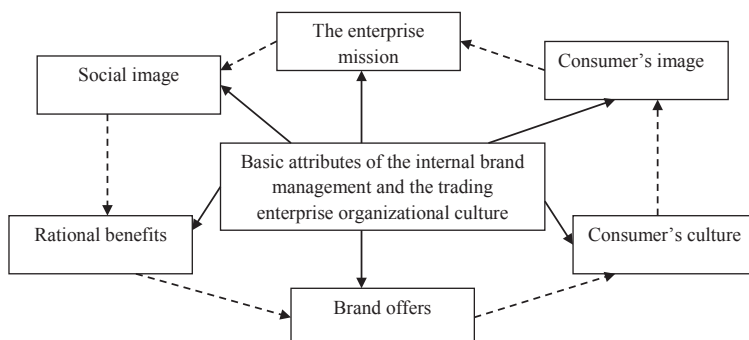 The enterprise
mission
Social image
Consumer's image
Basic attributes of the internal brand
management and the trading
enterprise organizational culture
Rational benefits
Consumer's culture
Brand offers